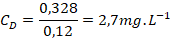 C_D = 0,328/0,12 = 2,7mg.L⁻¹